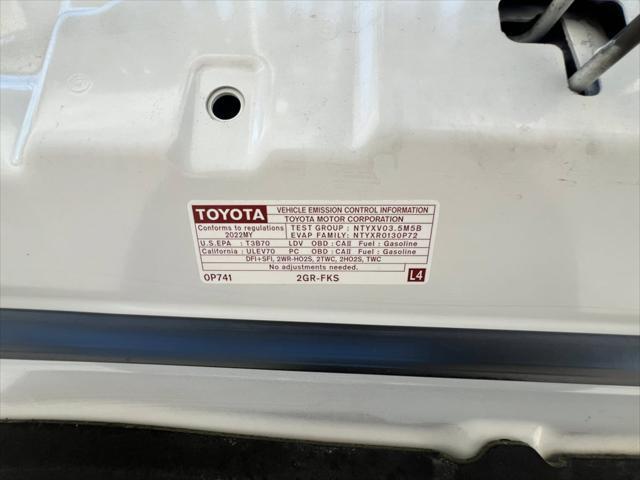 TOYOTA
VEHICLE EMISSION CONTROL INFORMATION
TOYOTA MOTOR CORPORATION
Conforms to regulations
2022MY
TEST GROUP : NTYXV03.5M5B
EVAP FAMILY: NTYXR0130P72
U.S.EPA : T3B70 LDV OBD : CAII Fuel : Gasoline
California : ULEV70 PC OBD : CAII Fuel : Gasoline
DFI+SFI, 2WR-HO2S, 2TWC, 2HO2S, TWC
No adjustments needed.
0P741 2GR-FKS L4